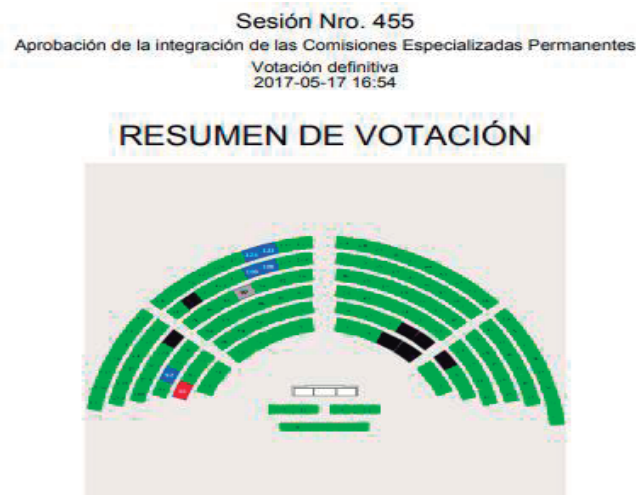 Sesión Nro. 455
Aprobación de la integración de las Comisiones Especializadas Permanentes
Votación definitiva
2017-05-17 16:54
RESUMEN DE VOTACIÓN